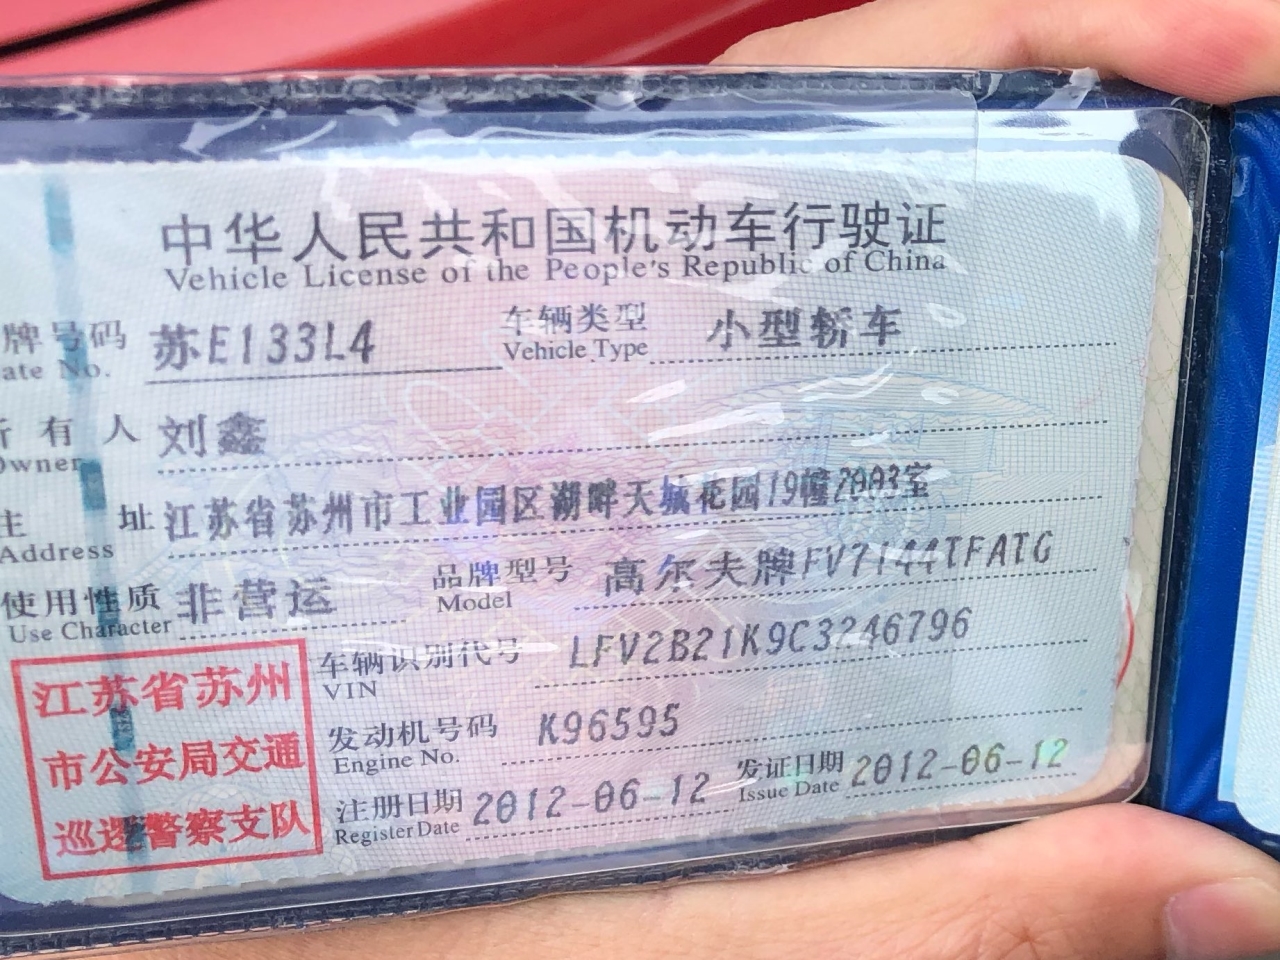 中华人民共和国机动车行驶证
Vehicle License of the People's Republic of China
牌号码 苏E133L4 车辆类型 小型轿车
ate No. Vehicle Type
所有人 刘鑫
Owner
址 江苏省苏州市工业园区湖畔天城花园19幢2003室
Address
使用性质 非营运 品牌型号 高尔夫牌FV7144TFATG
Use Character Model
车辆识别代号 LFV2B21K9C3246796
VIN
发动机号码 K96595
Engine No.
注册日期 2012-06-12 发证日期 2012-06-12
Register Date Issue Date
江苏省苏州
市公安局交通
巡逻警察支队